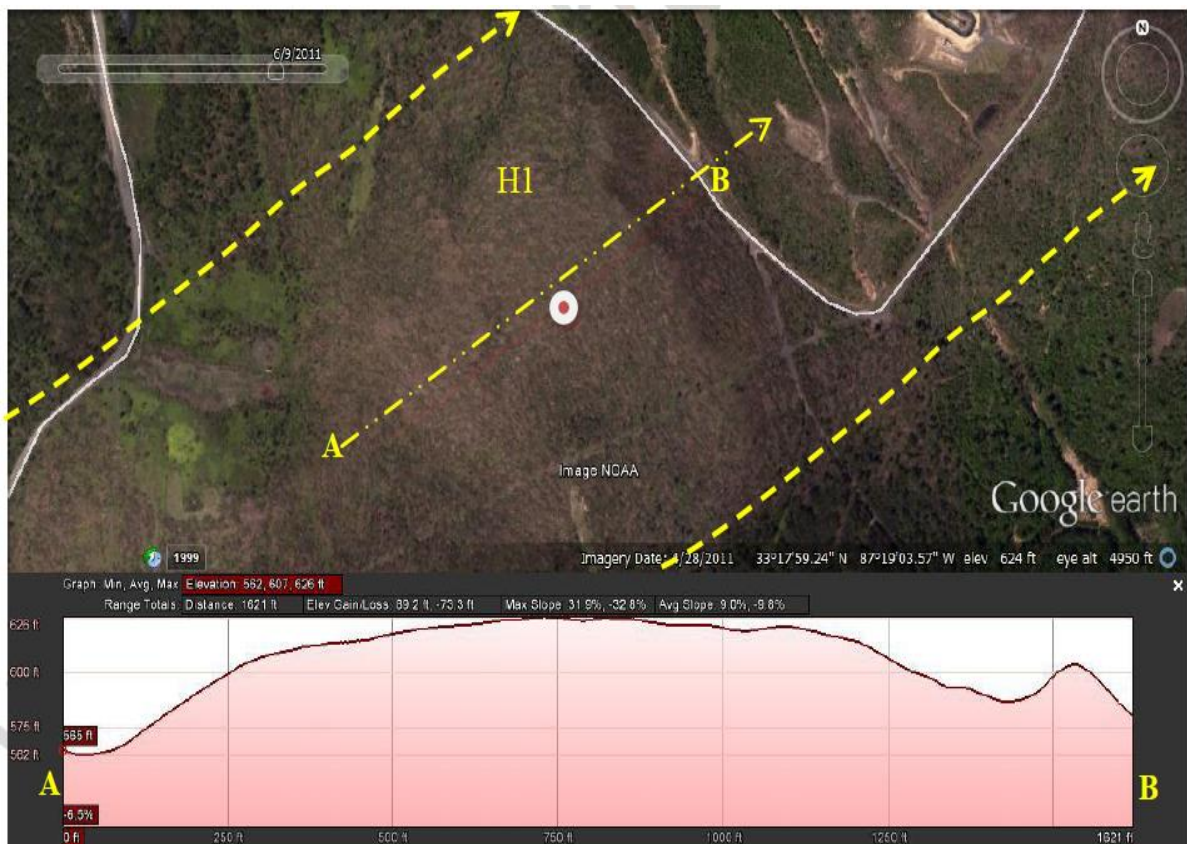 N
6/9/2011
H1
B
A
Image NOAA
Google earth
1999
Imagery Date: 4/28/2011 33°17'59.24" N 87°19'03.57" W elev 624 ft eye alt 4950 ft
Graph: Min, Avg, Max Elevation: 562, 607, 626 ft
Range Totals: Distance: 1621 ft Elev Gain/Loss: 89.2 ft, -73.3 ft Max Slope: 31.9%, -32.8% Avg Slope: 9.0%, -9.8%
626 ft
600 ft
575 ft
565 ft
562 ft
A
B
-6.5%
0 ft 250 ft 500 ft 750 ft 1000 ft 1250 ft 1621 ft